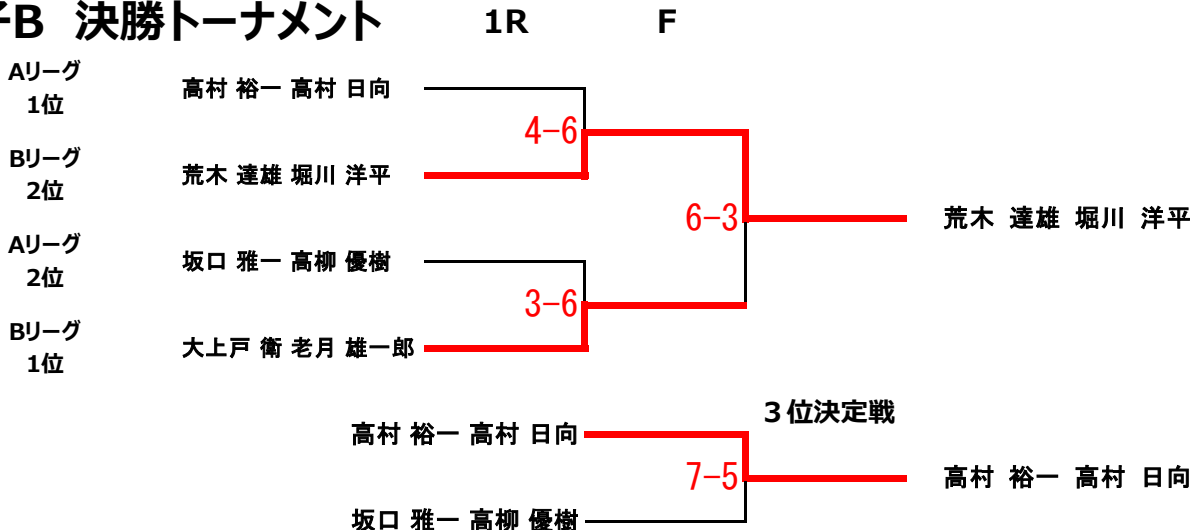 B 決勝トーナメント 1R F
Aリーグ
1位
高村 裕一 高村 日向
4-6
Bリーグ
2位
荒木 達雄 堀川 洋平
6-3
荒木 達雄 堀川 洋平
Aリーグ
2位
坂口 雅一 高柳 優樹
3-6
Bリーグ
1位
大上戸 衛 老月 雄一郎
3位決定戦
高村 裕一 高村 日向
7-5
高村 裕一 高村 日向
坂口 雅一 高柳 優樹